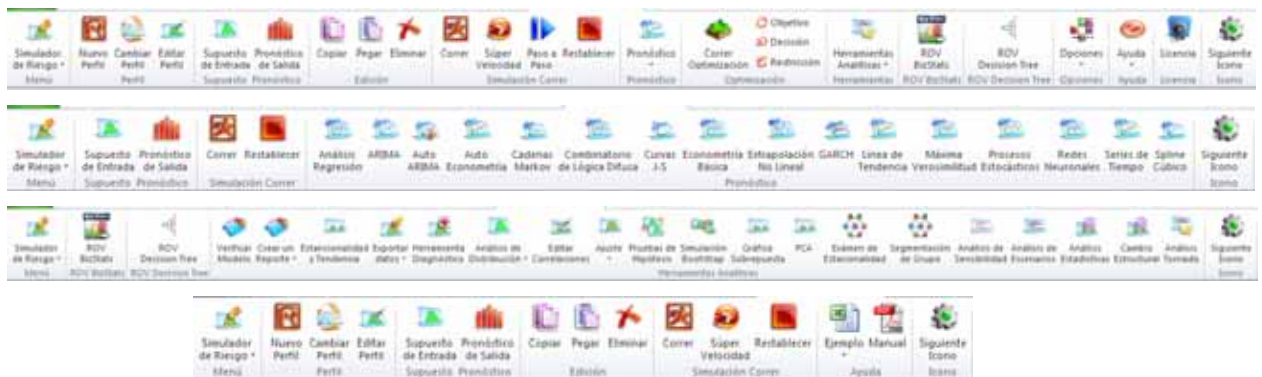 Simulador de Riesgo Nuevo Perfil Cambiar Perfil Editar Perfil Supuesto de Entrada Pronóstico de Salida Copiar Pegar Eliminar Correr Súper Velocidad Paso a Paso Restablecer Pronóstico Correr Optimización Objetivo Decisión Restricción Herramientas Analíticas ROV BizStats ROV Decision Tree Opciones Ayuda Licencia Siguiente Icono
Menú Perfil Supuesto Pronóstico Edición Simulación Correr Pronóstico Optimización Herramientas ROV BizStats ROV Decision Tree Opciones Ayuda Licencia Icono
Simulador de Riesgo Supuesto de Entrada Pronóstico de Salida Correr Restablecer Análisis Regresión ARIMA Auto ARIMA Auto Econometría Cadenas Markov Combinatorio de Lógica Difusa Curvas J-S Econometría Básica Extrapolación No Lineal GARCH Linea de Tendencia Máxima Verosimilitud Procesos Estocásticos Redes Neuronales Series de Tiempo Spline Cúbico Siguiente Icono
Menú Supuesto Pronóstico Simulación Correr Pronóstico Icono
Simulador de Riesgo ROV BizStats ROV Decision Tree Verificar Modelo Crear un Reporte Estacionalidad y Tendencia Exportar datos Herramienta Diagnóstica Análisis de Distribución Editar Correlaciones Ajuste Pruebas de Hipótesis Simulación Bootstrap Gráfica Sobrepuesta PCA Exámen de Estacionalidad Segmentación de Grupo Análisis de Sensibilidad Análisis de Escenarios Análisis Estadísticas Cambio Estructural Análisis Tornado Siguiente Icono
Menú ROV BizStats ROV Decision Tree Herramientas Analíticas Icono
Simulador de Riesgo Nuevo Perfil Cambiar Perfil Editar Perfil Supuesto de Entrada Pronóstico de Salida Copiar Pegar Eliminar Correr Súper Velocidad Restablecer Ejemplo Manual Siguiente Icono
Menú Perfil Supuesto Pronóstico Edición Simulación Correr Ayuda Icono